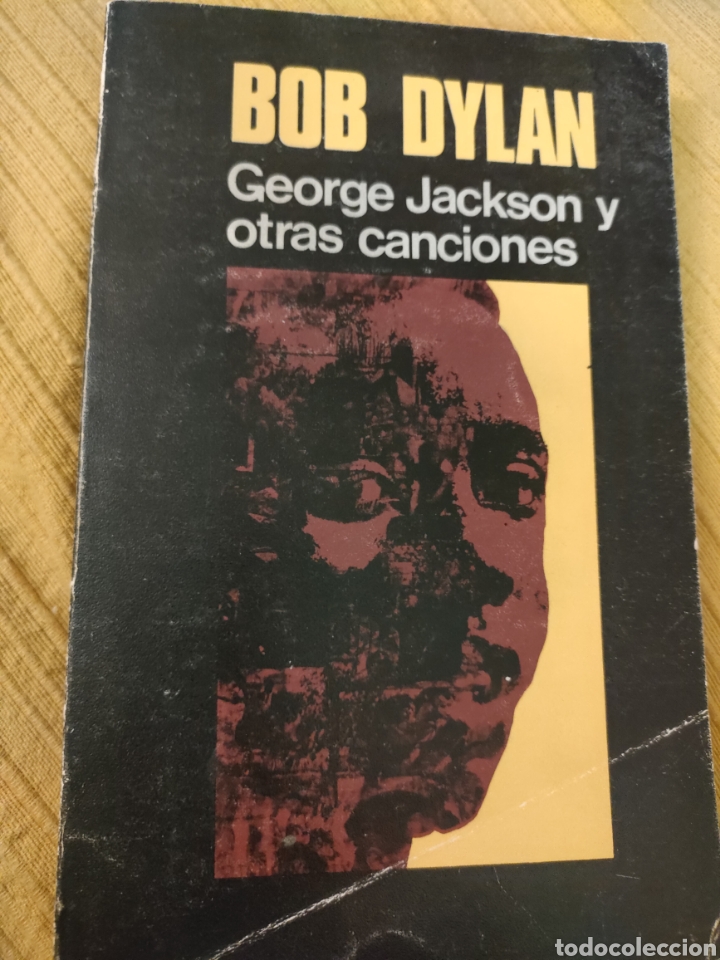 BOB DYLAN
George Jackson y
otras canciones
todocoleccion